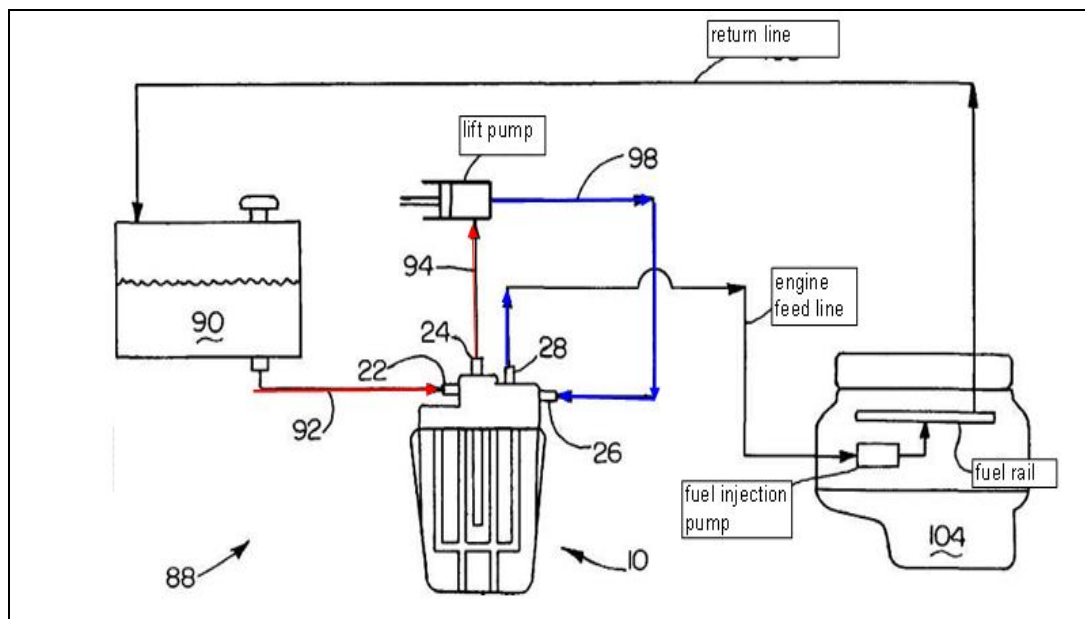 return line
lift pump
98
94
engine
feed line
90
24
28
22
92
26
fuel rail
fuel injection
pump
104
10
88